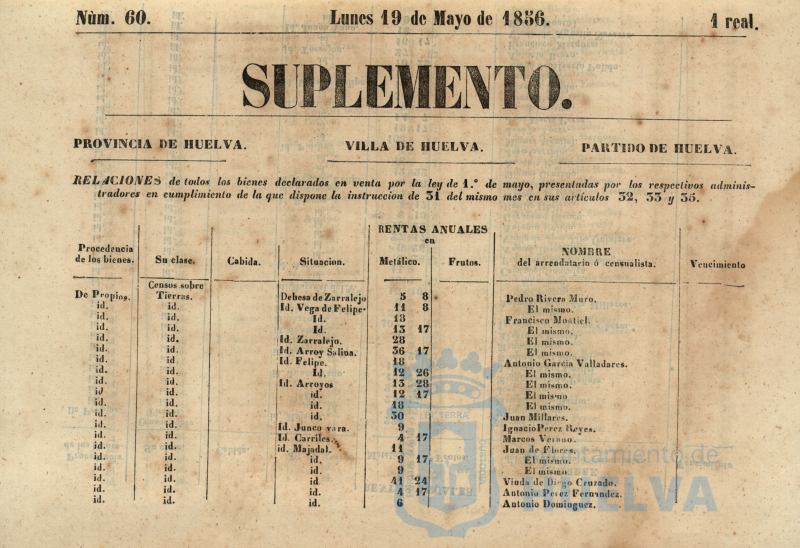 Núm. 60. Lunes 19 de Mayo de 1856. 1 real.
SUPLEMENTO.
PROVINCIA DE HUELVA. VILLA DE HUELVA. PARTIDO DE HUELVA.
RELACIONES de todos los bienes declarados en venta por la ley de 1.º de mayo, presentadas por los respectivos adminis-
tradores en cumplimiento de la que dispone la instruccion de 31 del mismo mes en sus artículos 32, 33 y 35.
RENTAS ANUALES
en
Procedencia de los bienes. Su clase. Cabida. Situacion. Metálico. Frutos. NOMBRE del arrendatario ó censualista. Vencimiento
Censos sobre
De Propios. Tierras. Dehesa de Zarralejo 5 8 Pedro Rivera Muro.
id. id. Id. Vega de Felipe 11 8 El mismo.
id. id. Id. 13 Francisco Montiel.
id. id. Id. 13 17 El mismo.
id. id. Id. Zarralejo. 28 El mismo.
id. id. Id. Arroy Salina. 36 17 El mismo.
id. id. Id. Felipe. 18 Antonio García Valladares.
id. id. Id. 12 26 El mismo.
id. id. Id. Arroyos 13 28 El mismo.
id. id. id. 12 17 El mismo
id. id. id. 18 El mismo.
id. id. id. 30 Juan Millares.
id. id. Id. Junco vara. 9 Ignacio Perez Reyes.
id. id. Id. Carriles. 4 17 Marcos Verano.
id. id. id. Majadal. 11 Juan de Flores.
id. id. id. 9 17 El mismo.
id. id. id. 9 El mismo.
id. id. id 41 24 Viuda de Diego Cruzado.
id. id. id. 4 17 Antonio Perez Fernandez.
id. id. id. 6 Antonio Dominguez.